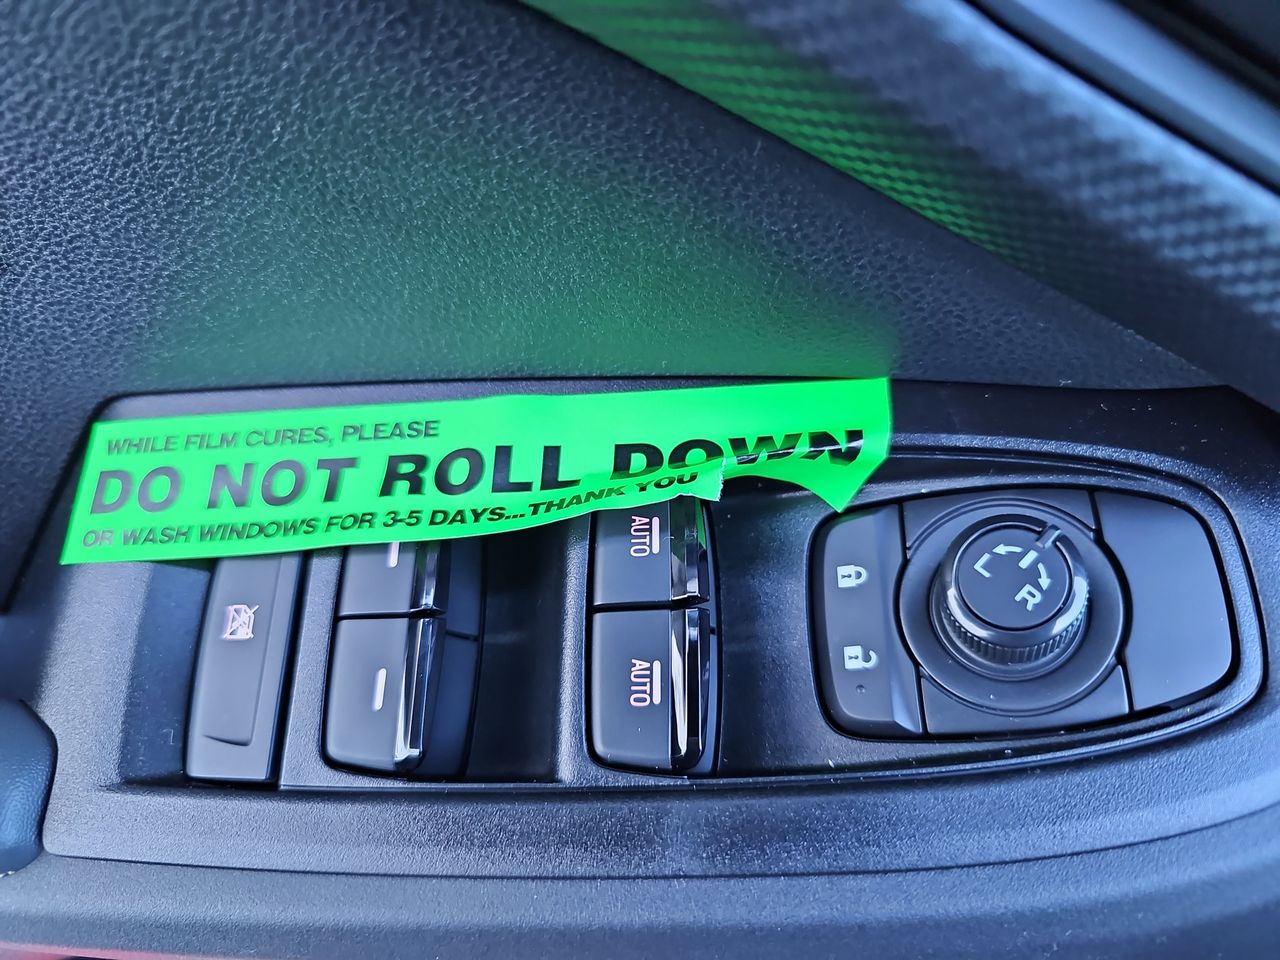 WHILE FILM CURES, PLEASE
DO NOT ROLL DOWN
OR WASH WINDOWS FOR 3-5 DAYS...THANK YOU
AUTO
AUTO
L
R